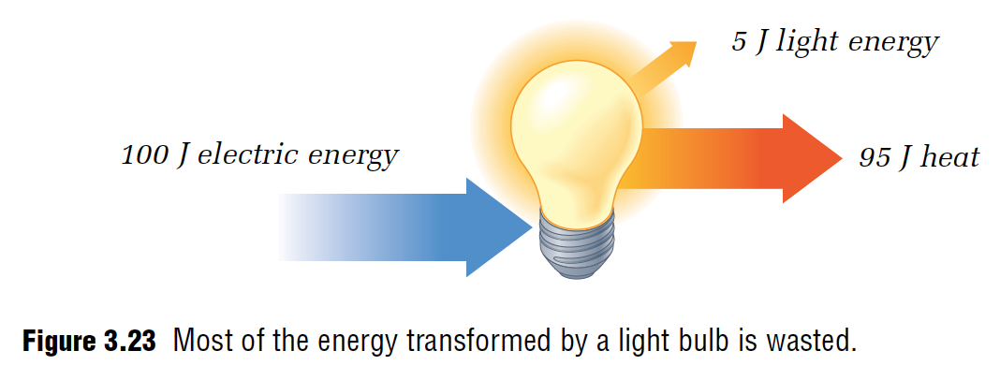 5 J light energy
100 J electric energy
95 J heat
Figure 3.23 Most of the energy transformed by a light bulb is wasted.